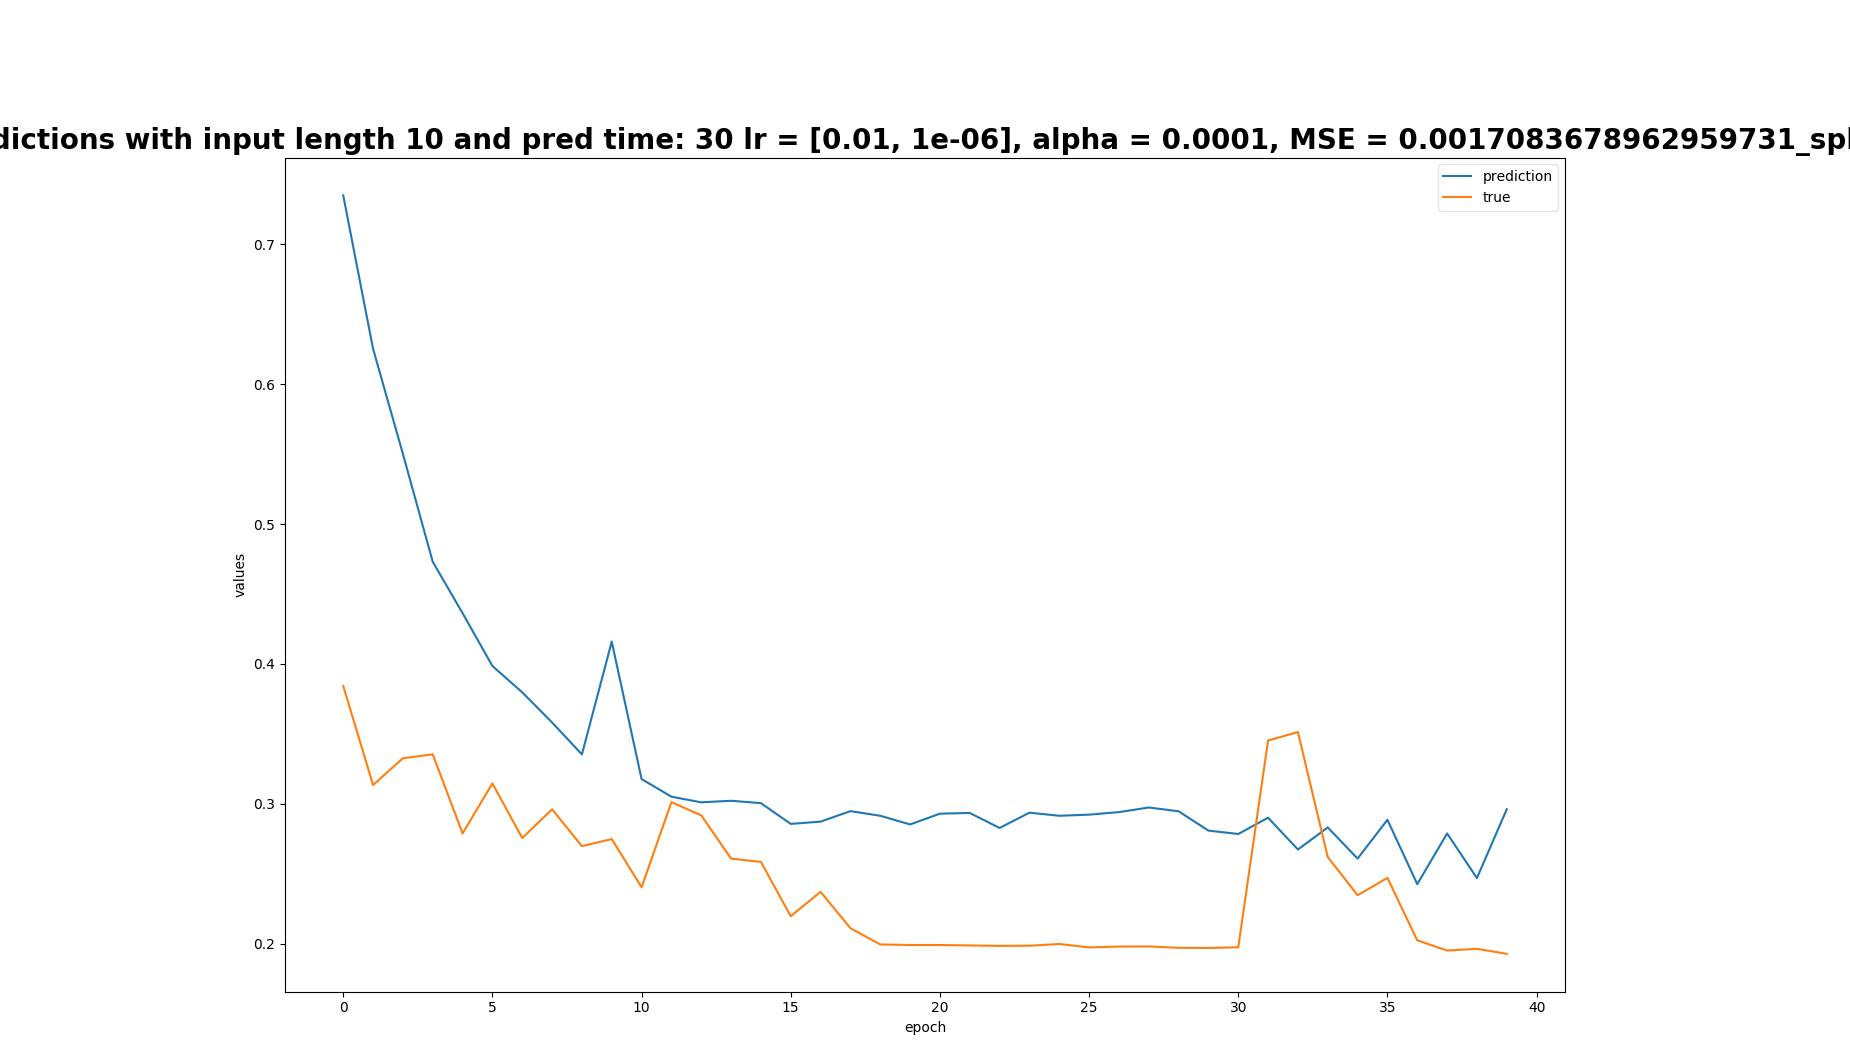 dictions with input length 10 and pred time: 30 lr = [0.01, 1e-06], alpha = 0.0001, MSE = 0.0017083678962959731_spl
prediction
true
0.7
0.6
0.5
0.4
0.3
0.2
values
0 5 10 15 20 25 30 35 40
epoch